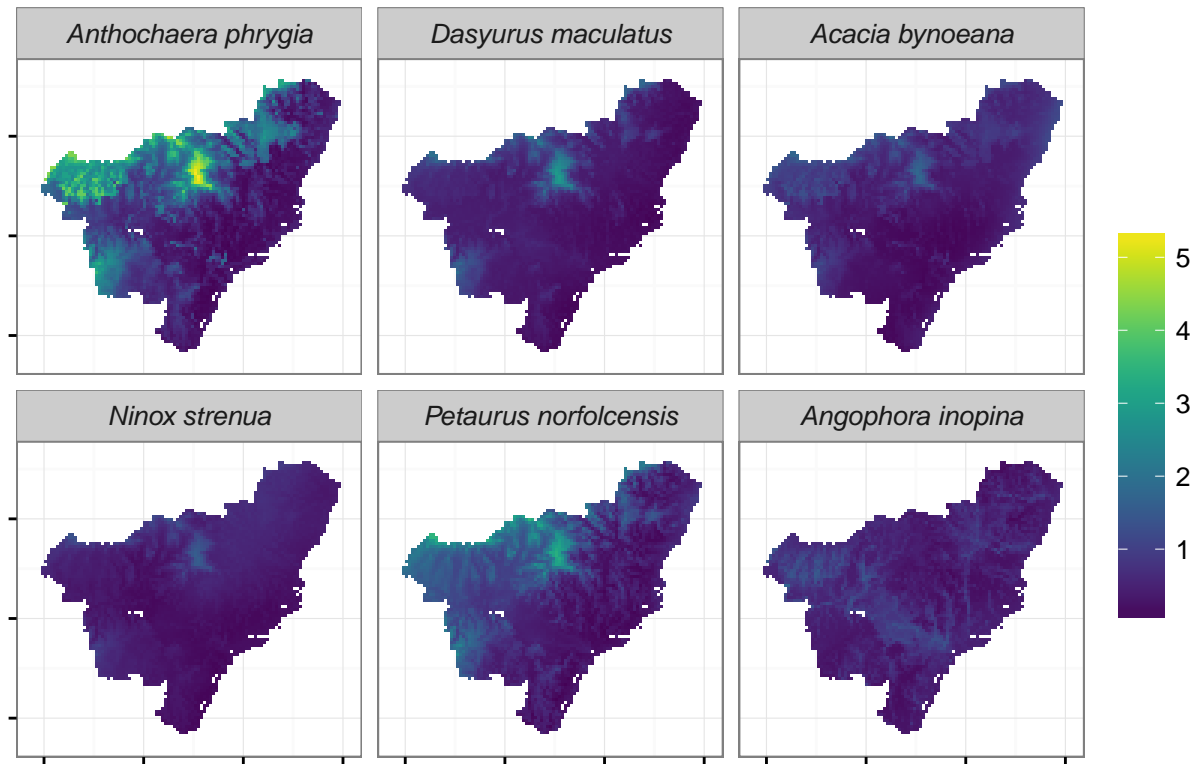 Anthochaera phrygia
Dasyurus maculatus
Acacia bynoeana
Ninox strenua
Petaurus norfolcensis
Angophora inopina
5
4
3
2
1